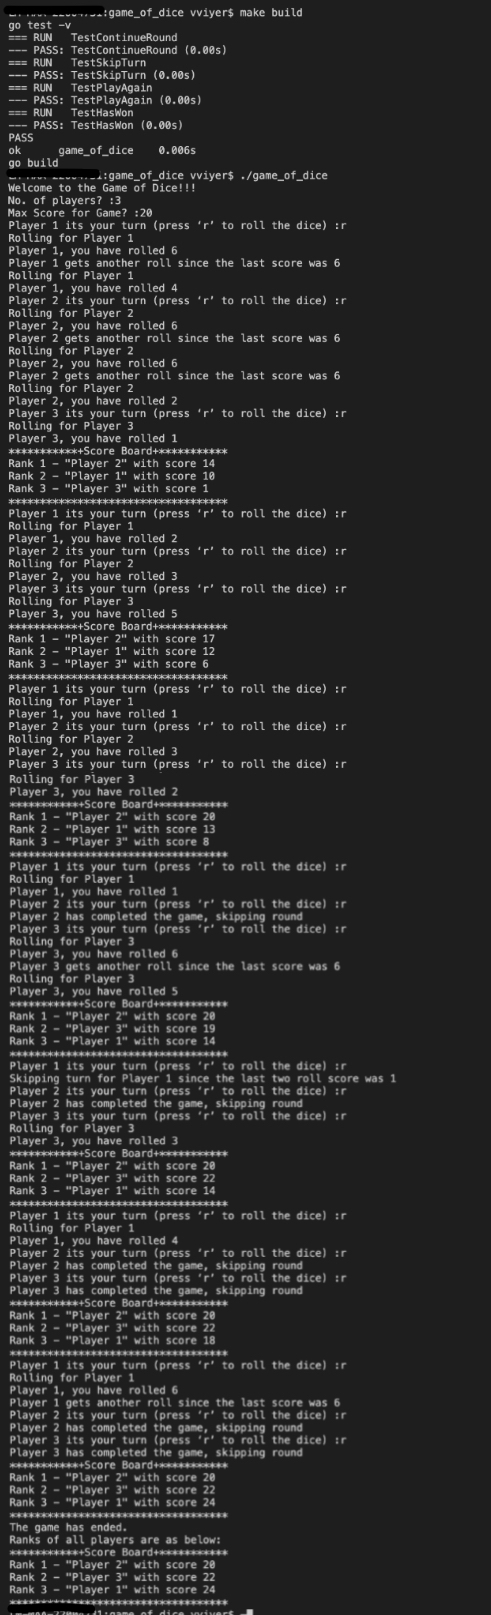 :game_of_dice vviyer$ make build
go test -v
=== RUN   TestContinueRound
--- PASS: TestContinueRound (0.00s)
=== RUN   TestSkipTurn
--- PASS: TestSkipTurn (0.00s)
=== RUN   TestPlayAgain
--- PASS: TestPlayAgain (0.00s)
=== RUN   TestHasWon
--- PASS: TestHasWon (0.00s)
PASS
ok      game_of_dice    0.006s
go build
:game_of_dice vviyer$ ./game_of_dice
Welcome to the Game of Dice!!!
No. of players? :3
Max Score for Game? :20
Player 1 its your turn (press ‘r’ to roll the dice) :r
Rolling for Player 1
Player 1, you have rolled 6
Player 1 gets another roll since the last score was 6
Rolling for Player 1
Player 1, you have rolled 4
Player 2 its your turn (press ‘r’ to roll the dice) :r
Rolling for Player 2
Player 2, you have rolled 6
Player 2 gets another roll since the last score was 6
Rolling for Player 2
Player 2, you have rolled 6
Player 2 gets another roll since the last score was 6
Rolling for Player 2
Player 2, you have rolled 2
Player 3 its your turn (press ‘r’ to roll the dice) :r
Rolling for Player 3
Player 3, you have rolled 1
***********+Score Board+***********
Rank 1 – "Player 2" with score 14
Rank 2 – "Player 1" with score 10
Rank 3 – "Player 3" with score 1
***********************************
Player 1 its your turn (press ‘r’ to roll the dice) :r
Rolling for Player 1
Player 1, you have rolled 2
Player 2 its your turn (press ‘r’ to roll the dice) :r
Rolling for Player 2
Player 2, you have rolled 3
Player 3 its your turn (press ‘r’ to roll the dice) :r
Rolling for Player 3
Player 3, you have rolled 5
***********+Score Board+***********
Rank 1 – "Player 2" with score 17
Rank 2 – "Player 1" with score 12
Rank 3 – "Player 3" with score 6
***********************************
Player 1 its your turn (press ‘r’ to roll the dice) :r
Rolling for Player 1
Player 1, you have rolled 1
Player 2 its your turn (press ‘r’ to roll the dice) :r
Rolling for Player 2
Player 2, you have rolled 3
Player 3 its your turn (press ‘r’ to roll the dice) :r
Rolling for Player 3
Player 3, you have rolled 2
***********+Score Board+***********
Rank 1 – "Player 2" with score 20
Rank 2 – "Player 1" with score 13
Rank 3 – "Player 3" with score 8
***********************************
Player 1 its your turn (press ‘r’ to roll the dice) :r
Rolling for Player 1
Player 1, you have rolled 1
Player 2 its your turn (press ‘r’ to roll the dice) :r
Player 2 has completed the game, skipping round
Player 3 its your turn (press ‘r’ to roll the dice) :r
Rolling for Player 3
Player 3, you have rolled 6
Player 3 gets another roll since the last score was 6
Rolling for Player 3
Player 3, you have rolled 5
***********+Score Board+***********
Rank 1 – "Player 2" with score 20
Rank 2 – "Player 3" with score 19
Rank 3 – "Player 1" with score 14
***********************************
Player 1 its your turn (press ‘r’ to roll the dice) :r
Skipping turn for Player 1 since the last two roll score was 1
Player 2 its your turn (press ‘r’ to roll the dice) :r
Player 2 has completed the game, skipping round
Player 3 its your turn (press ‘r’ to roll the dice) :r
Rolling for Player 3
Player 3, you have rolled 3
***********+Score Board+***********
Rank 1 – "Player 2" with score 20
Rank 2 – "Player 3" with score 22
Rank 3 – "Player 1" with score 14
***********************************
Player 1 its your turn (press ‘r’ to roll the dice) :r
Rolling for Player 1
Player 1, you have rolled 4
Player 2 its your turn (press ‘r’ to roll the dice) :r
Player 2 has completed the game, skipping round
Player 3 its your turn (press ‘r’ to roll the dice) :r
Player 3 has completed the game, skipping round
***********+Score Board+***********
Rank 1 – "Player 2" with score 20
Rank 2 – "Player 3" with score 22
Rank 3 – "Player 1" with score 18
***********************************
Player 1 its your turn (press ‘r’ to roll the dice) :r
Rolling for Player 1
Player 1, you have rolled 6
Player 1 gets another roll since the last score was 6
Player 2 its your turn (press ‘r’ to roll the dice) :r
Player 2 has completed the game, skipping round
Player 3 its your turn (press ‘r’ to roll the dice) :r
Player 3 has completed the game, skipping round
***********+Score Board+***********
Rank 1 – "Player 2" with score 20
Rank 2 – "Player 3" with score 22
Rank 3 – "Player 1" with score 24
***********************************
The game has ended.
Ranks of all players are as below:
***********+Score Board+***********
Rank 1 – "Player 2" with score 20
Rank 2 – "Player 3" with score 22
Rank 3 – "Player 1" with score 24
***********************************
:game_of_dice vviyer$